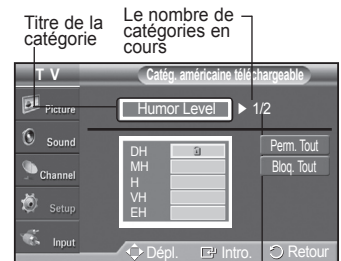 Titre de la catégorie
Le nombre de catégories en cours
T V
Catég. américaine téléchargeable
Picture
Humor Level ► 1/2
Sound
Channel
Setup
Input
DH
MH
H
VH
EH
Perm. Tout
Bloq. Tout
Dépl. Intro. Retour